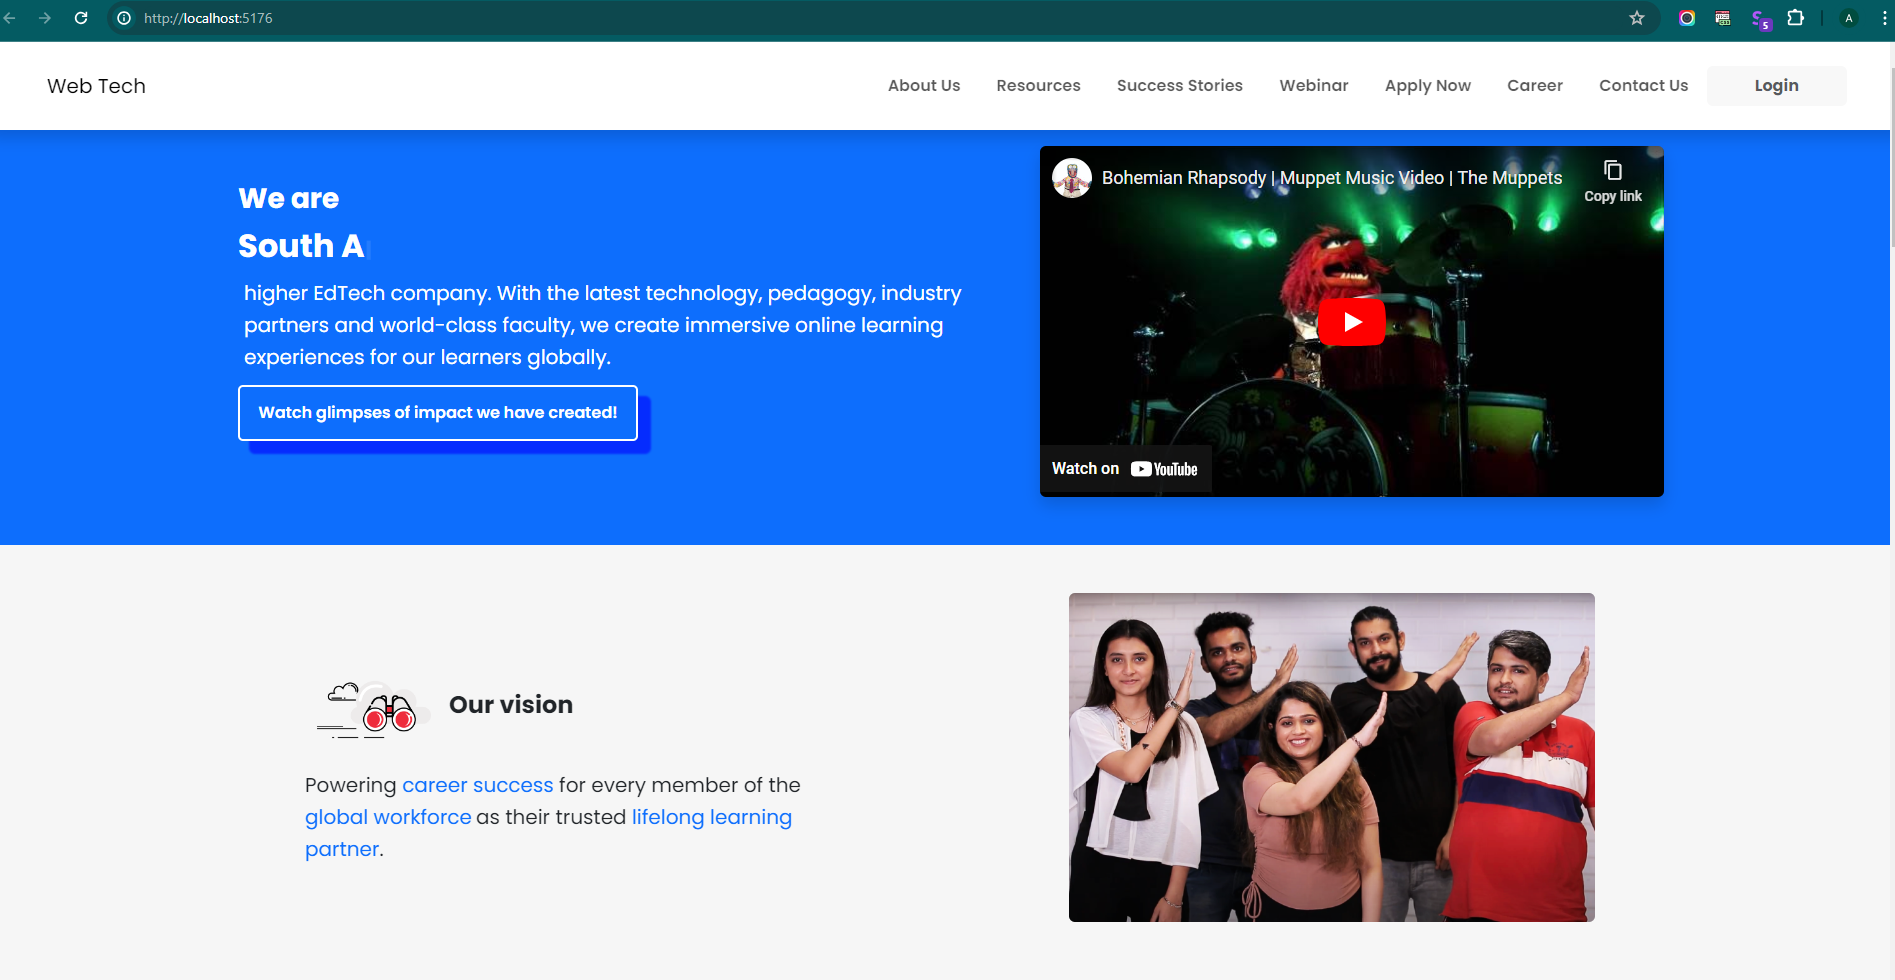 http://localhost:5176
5
A
Web Tech
About Us
Resources
Success Stories
Webinar
Apply Now
Career
Contact Us
Login
We are
South A
higher EdTech company. With the latest technology, pedagogy, industry
partners and world-class faculty, we create immersive online learning
experiences for our learners globally.
Watch glimpses of impact we have created!
Bohemian Rhapsody | Muppet Music Video | The Muppets
Copy link
Watch on YouTube
Our vision
Powering career success for every member of the
global workforce as their trusted lifelong learning
partner.